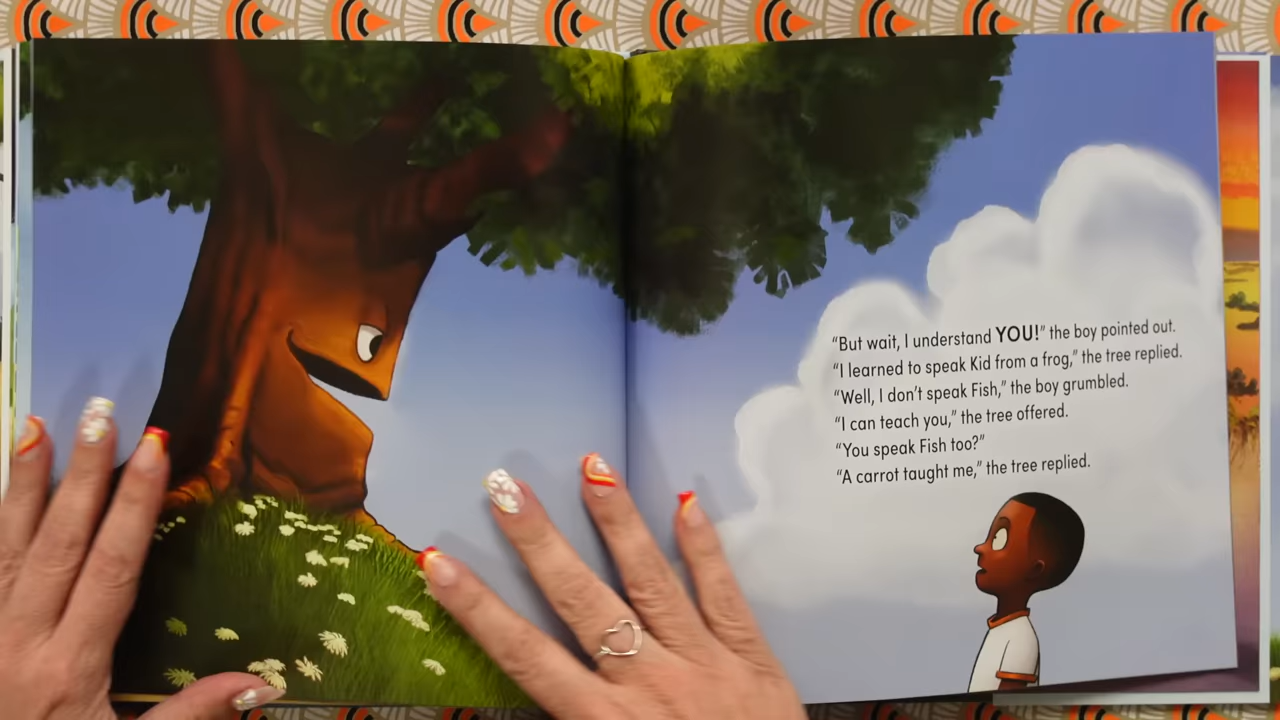 “But wait, I understand YOU!” the boy pointed out.
“I learned to speak Kid from a frog,” the tree replied.
“Well, I don’t speak Fish,” the boy grumbled.
“I can teach you,” the tree offered.
“You speak Fish too?”
“A carrot taught me,” the tree replied.